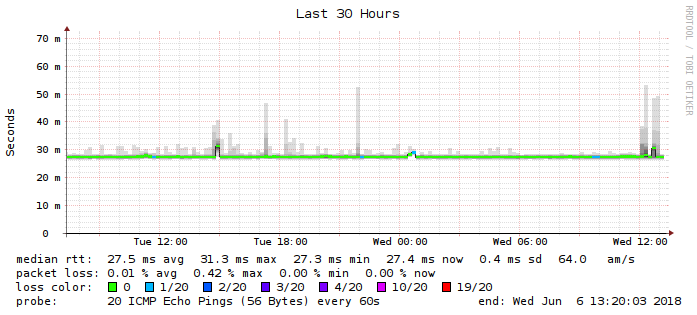 Last 30 Hours
RRDTOOL / TOBI OETIKER
Seconds
70 m
60 m
50 m
40 m
30 m
20 m
10 m
0
Tue 12:00 Tue 18:00 Wed 00:00 Wed 06:00 Wed 12:00
median rtt: 27.5 ms avg 31.3 ms max 27.3 ms min 27.4 ms now 0.4 ms sd 64.0 am/s
packet loss: 0.01 % avg 0.42 % max 0.00 % min 0.00 % now
loss color: 0 1/20 2/20 3/20 4/20 10/20 19/20
probe: 20 ICMP Echo Pings (56 Bytes) every 60s end: Wed Jun 6 13:20:03 2018